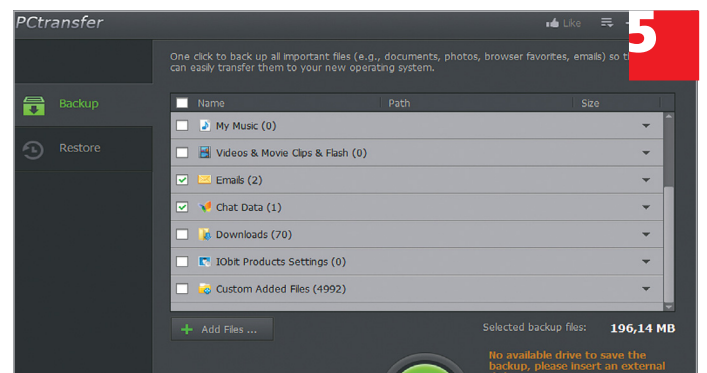 PCtransfer
Like
5
One click to back up all important files (e.g., documents, photos, browser favorites, emails) so
can easily transfer them to your new operating system.
Backup
Restore
Name Path Size
My Music (0)
Videos & Movie Clips & Flash (0)
Emails (2)
Chat Data (1)
Downloads (70)
IObit Products Settings (0)
Custom Added Files (4992)
+ Add Files ...
Selected backup files: 196,14 MB
No available drive to save the
backup, please insert an external